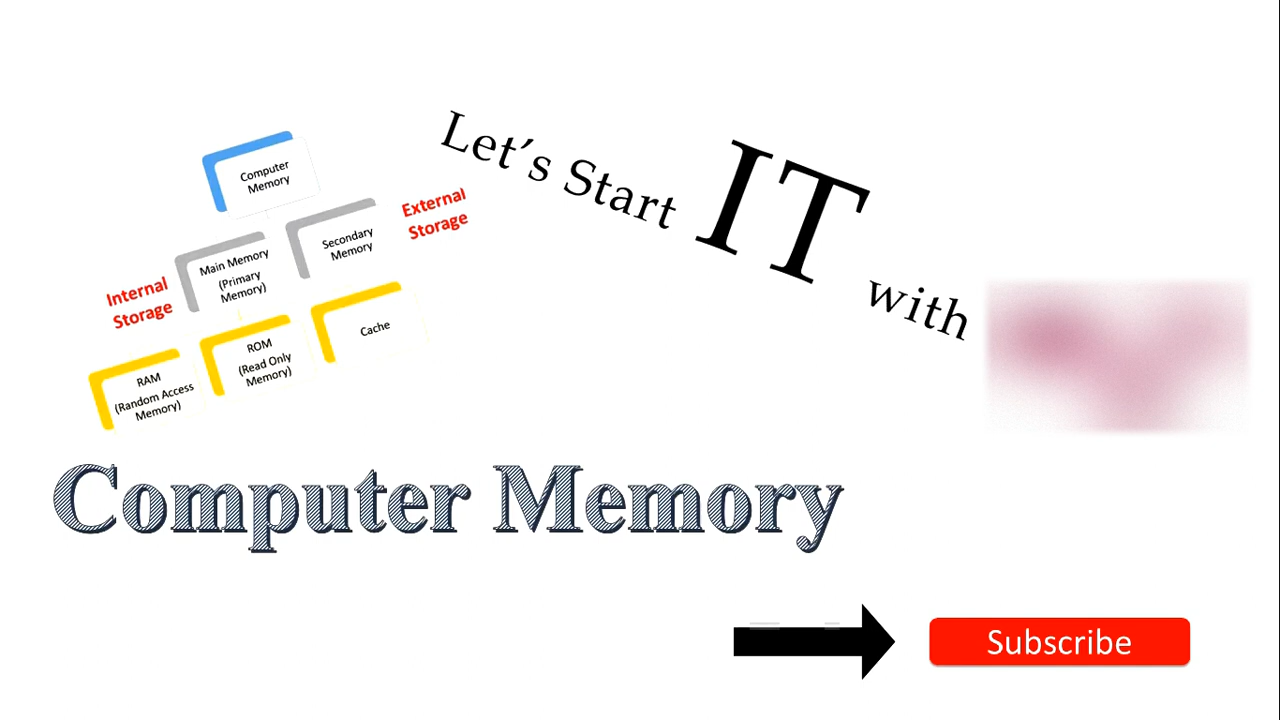 Let's Start IT with
Computer
Memory
External
Storage
Secondary
Memory
Main Memory
(Primary
Memory)
Internal
Storage
Cache
ROM
(Read Only
Memory)
RAM
(Random Access
Memory)
Computer Memory
Subscribe